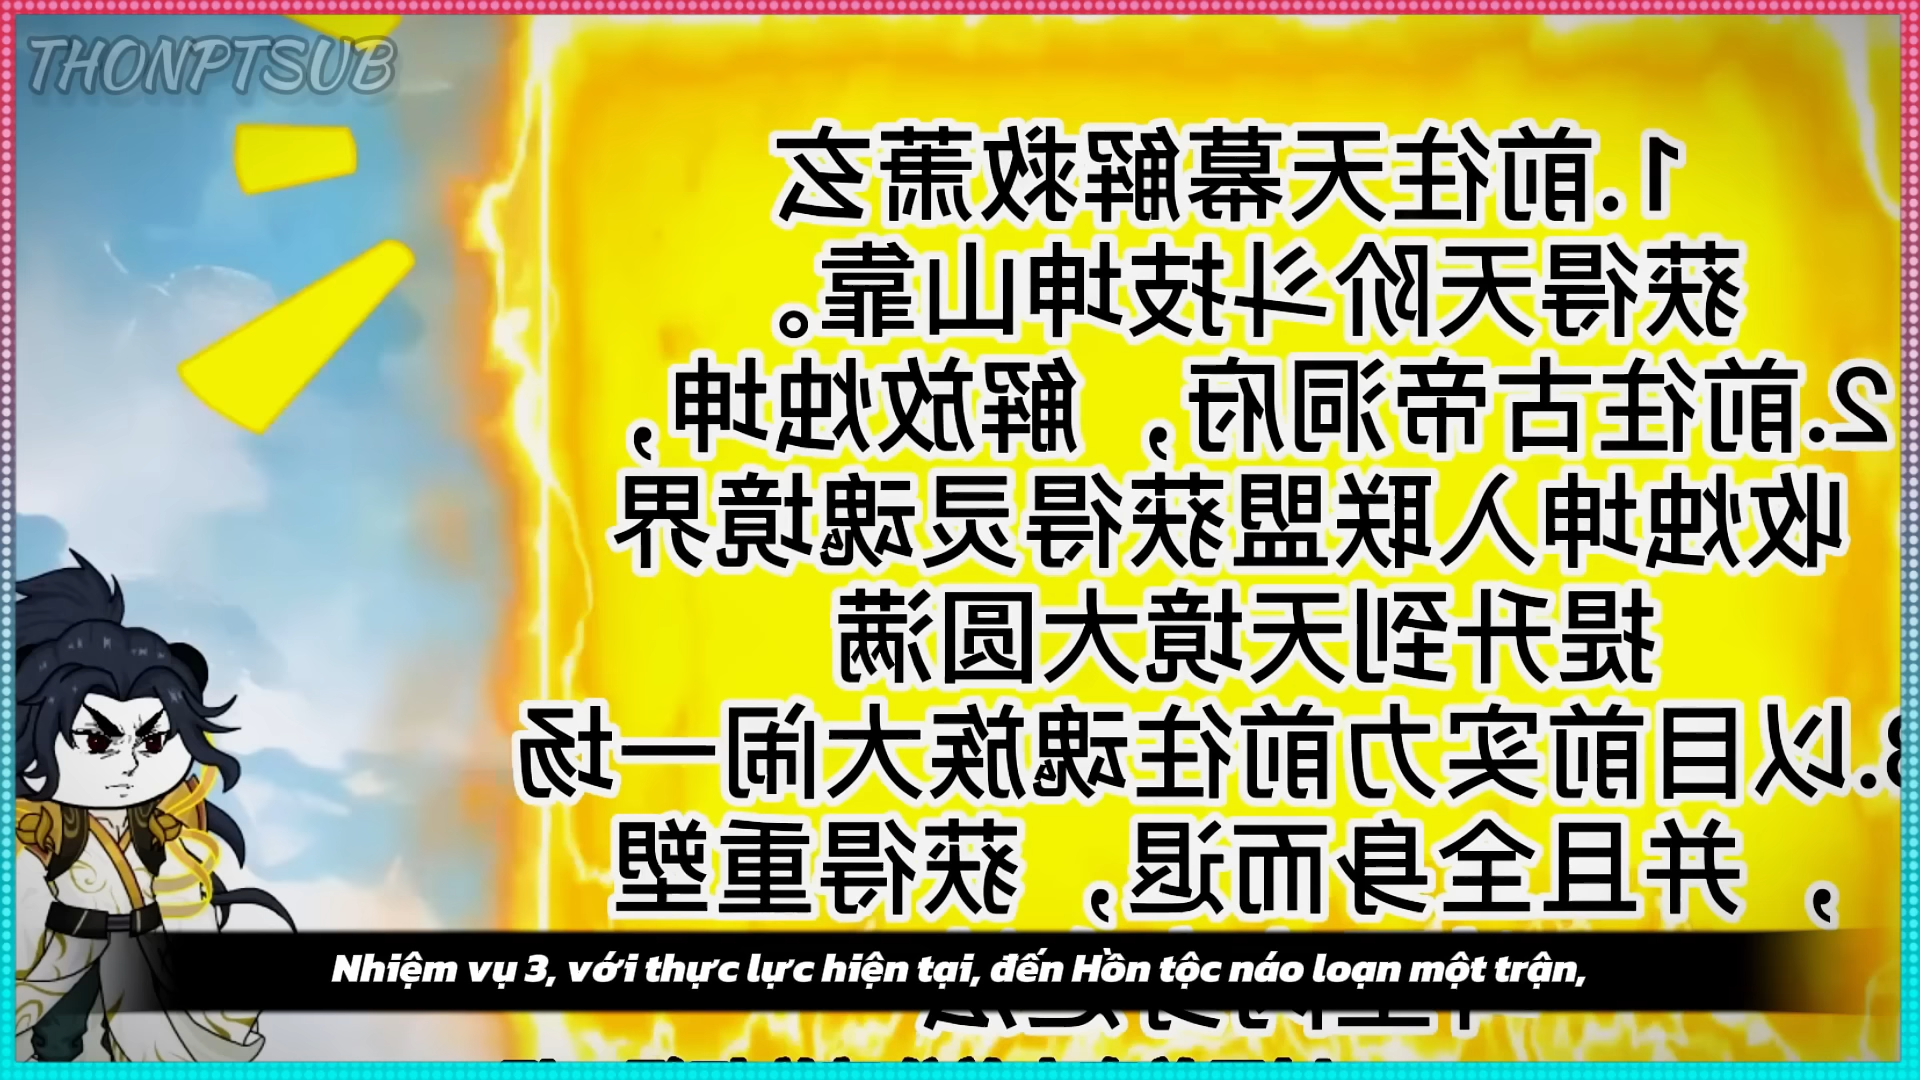 THONPTSUB
1.前往天幕解救萧玄
获得天阶斗技坤山靠。
2.前往古帝洞府，解放烛坤，
收烛坤人联盟获得灵魂境界
提升到天境大圆满
3.以目前实力前往魂族大闹一场
，并且全身而退，获得重塑
Nhiệm vụ 3, với thực lực hiện tại, đến Hồn tộc náo loạn một trận,